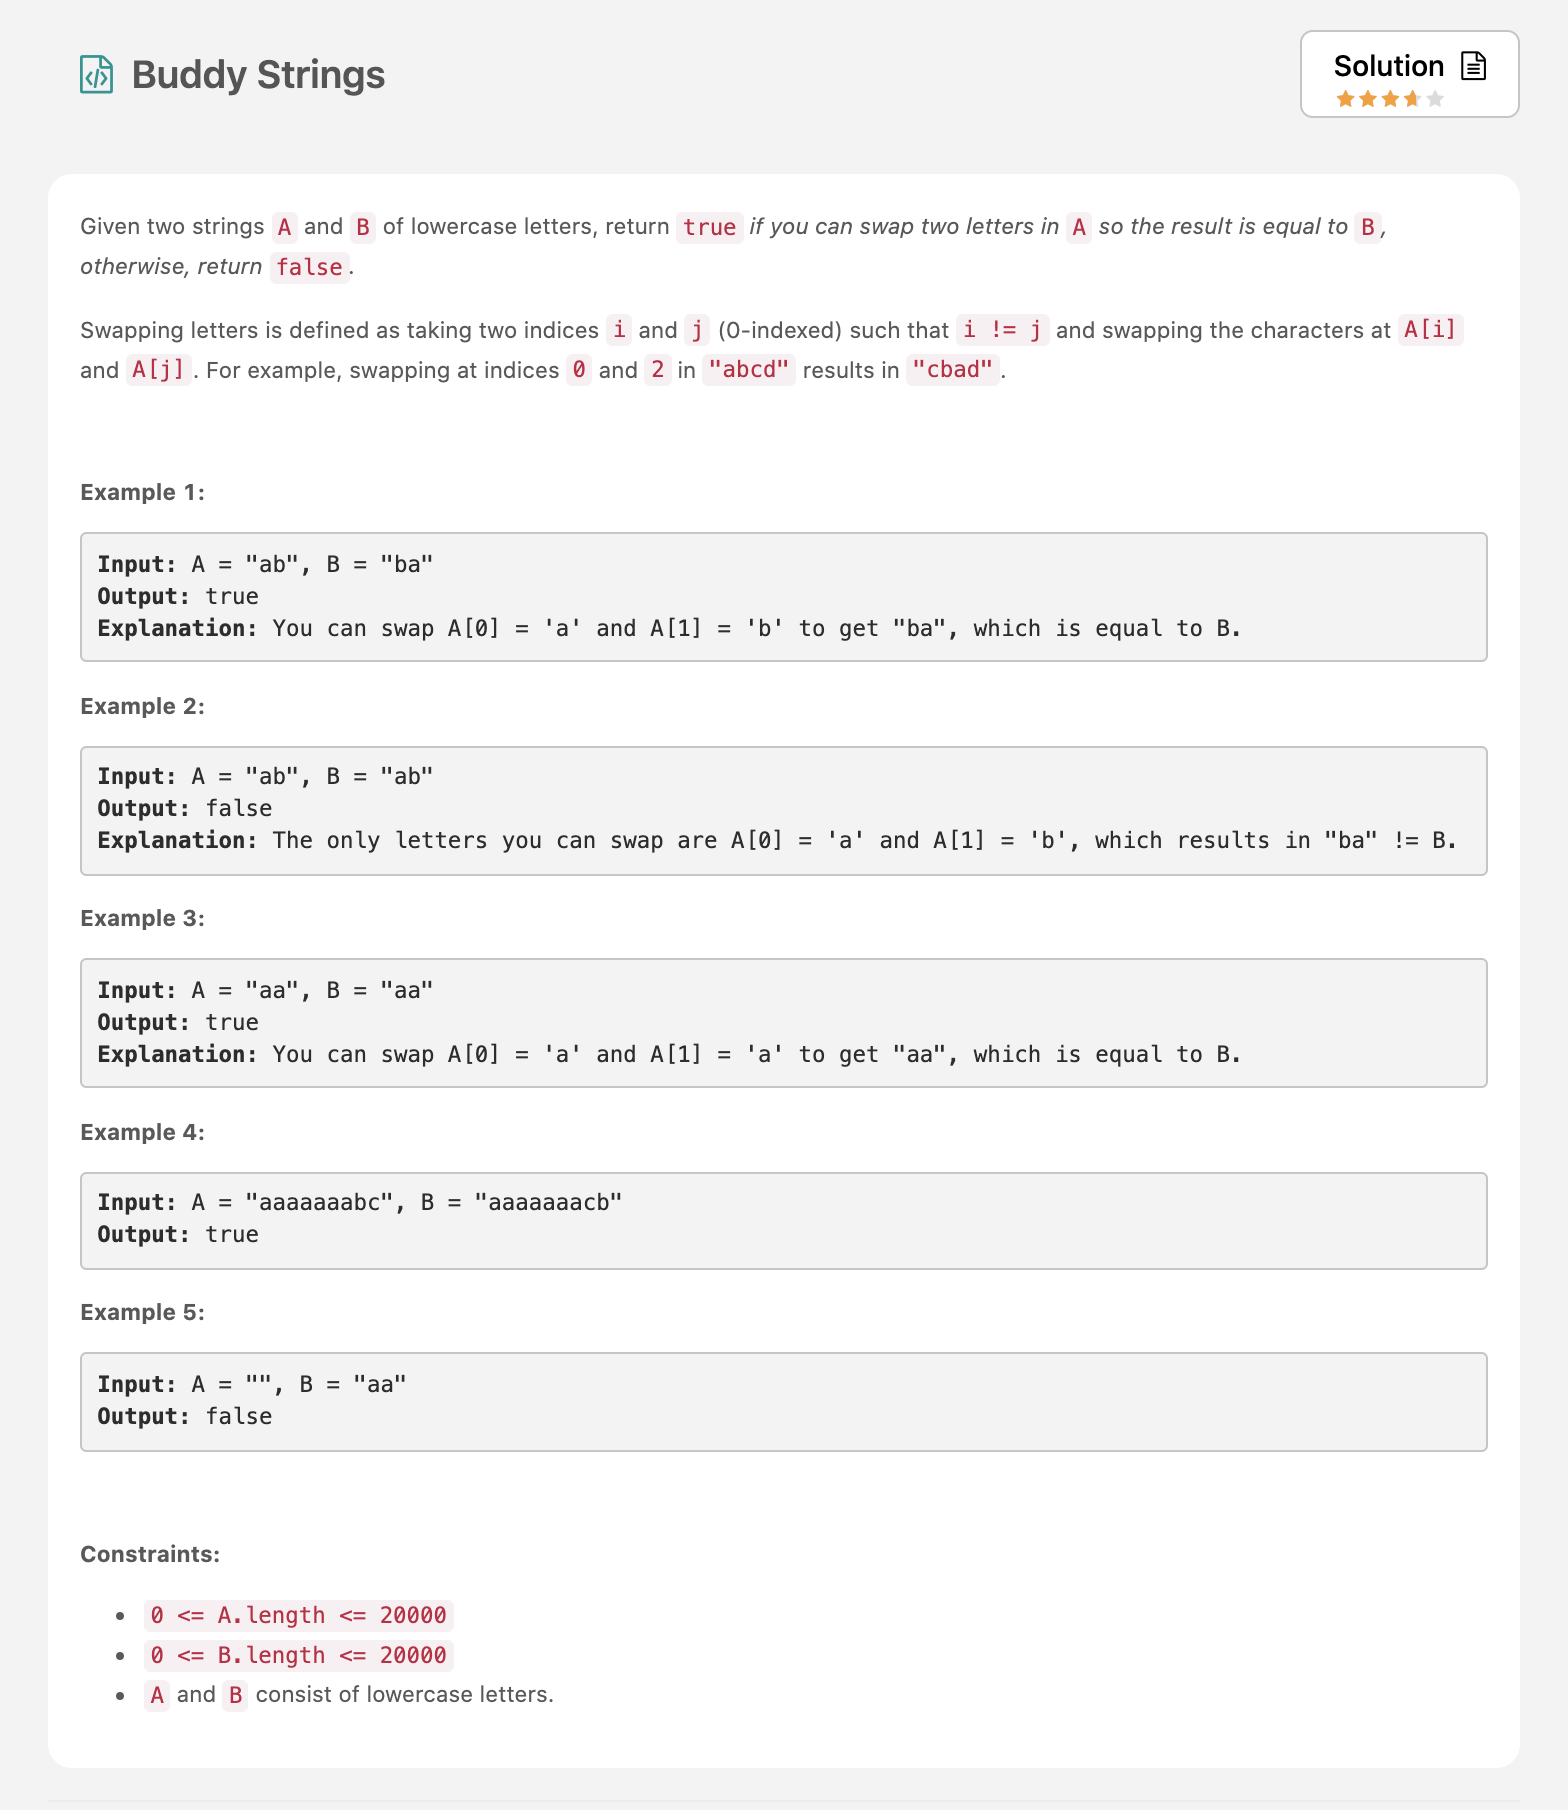 Buddy Strings
Solution
Given two strings A and B of lowercase letters, return true if you can swap two letters in A so the result is equal to B,
otherwise, return false.
Swapping letters is defined as taking two indices i and j (0-indexed) such that i != j and swapping the characters at A[i]
and A[j]. For example, swapping at indices 0 and 2 in "abcd" results in "cbad".
Example 1:
Input: A = "ab", B = "ba"
Output: true
Explanation: You can swap A[0] = 'a' and A[1] = 'b' to get "ba", which is equal to B.
Example 2:
Input: A = "ab", B = "ab"
Output: false
Explanation: The only letters you can swap are A[0] = 'a' and A[1] = 'b', which results in "ba" != B.
Example 3:
Input: A = "aa", B = "aa"
Output: true
Explanation: You can swap A[0] = 'a' and A[1] = 'a' to get "aa", which is equal to B.
Example 4:
Input: A = "aaaaaaabc", B = "aaaaaaacb"
Output: true
Example 5:
Input: A = "", B = "aa"
Output: false
Constraints:
• 0 <= A.length <= 20000
• 0 <= B.length <= 20000
• A and B consist of lowercase letters.